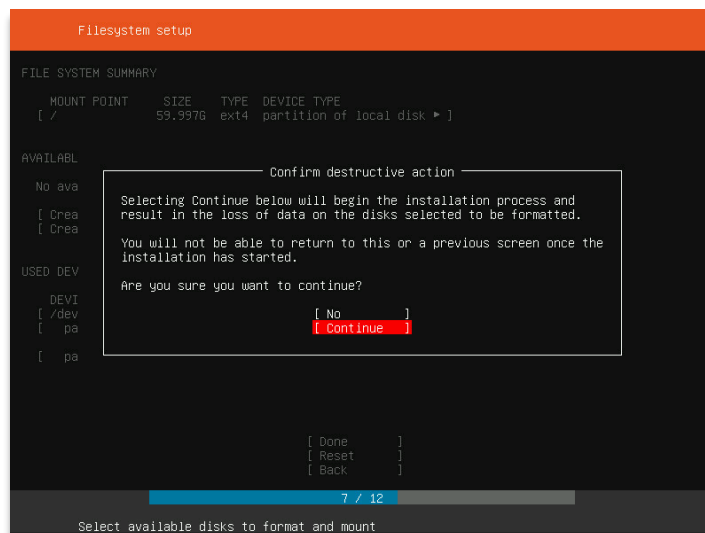 Filesystem setup
FILE SYSTEM SUMMARY
MOUNT POINT SIZE TYPE DEVICE TYPE
[ / 59.997G ext4 partition of local disk ► ]
AVAILABL
Confirm destructive action
No ava
Selecting Continue below will begin the installation process and
[ Crea
result in the loss of data on the disks selected to be formatted.
[ Crea
You will not be able to return to this or a previous screen once the
installation has started.
USED DEV
Are you sure you want to continue?
DEVI
[ /dev
[ No ]
[ pa
[ Continue ]
[ pa
[ Done ]
[ Reset ]
[ Back ]
7 / 12
Select available disks to format and mount